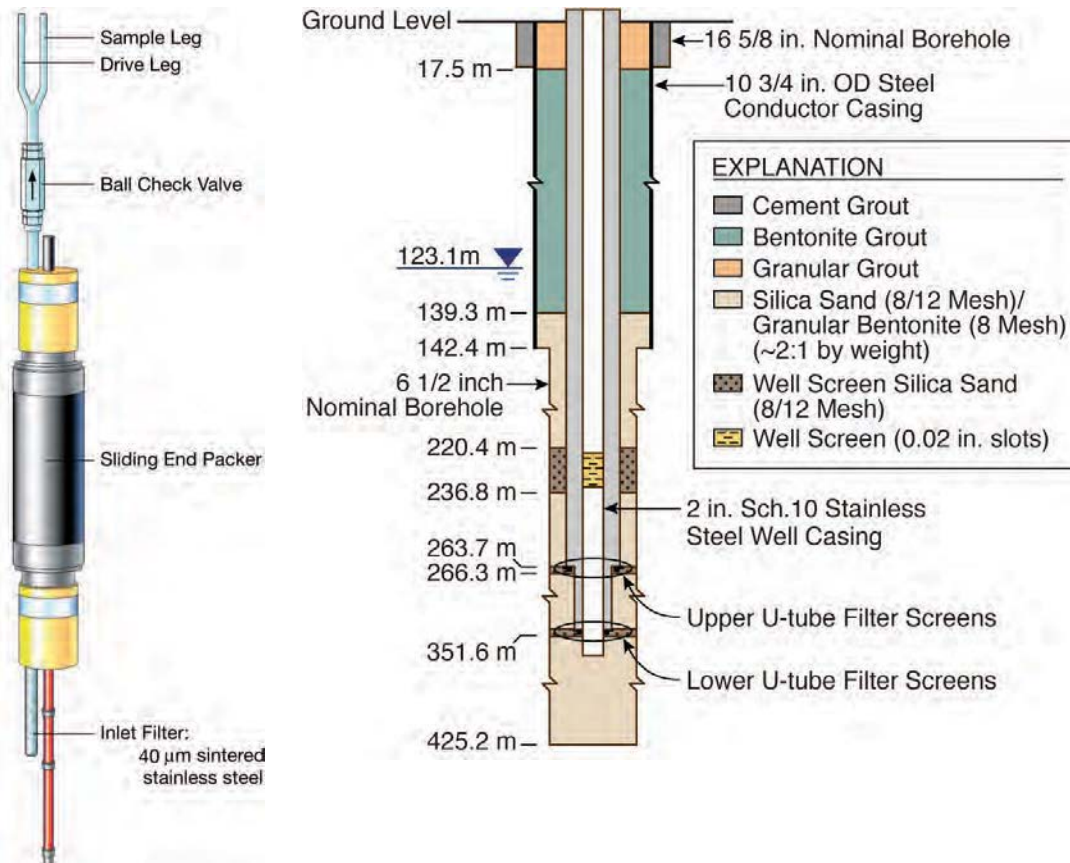 Sample Leg
Drive Leg
Ball Check Valve
Sliding End Packer
Inlet Filter:
40 μm sintered
stainless steel
Ground Level
17.5 m
123.1m
139.3 m
142.4 m
6 1/2 inch
Nominal Borehole
220.4 m
236.8 m
263.7 m
266.3 m
351.6 m
425.2 m
16 5/8 in. Nominal Borehole
10 3/4 in. OD Steel
Conductor Casing
EXPLANATION
Cement Grout
Bentonite Grout
Granular Grout
Silica Sand (8/12 Mesh)/
Granular Bentonite (8 Mesh)
(~2:1 by weight)
Well Screen Silica Sand
(8/12 Mesh)
Well Screen (0.02 in. slots)
2 in. Sch.10 Stainless
Steel Well Casing
Upper U-tube Filter Screens
Lower U-tube Filter Screens